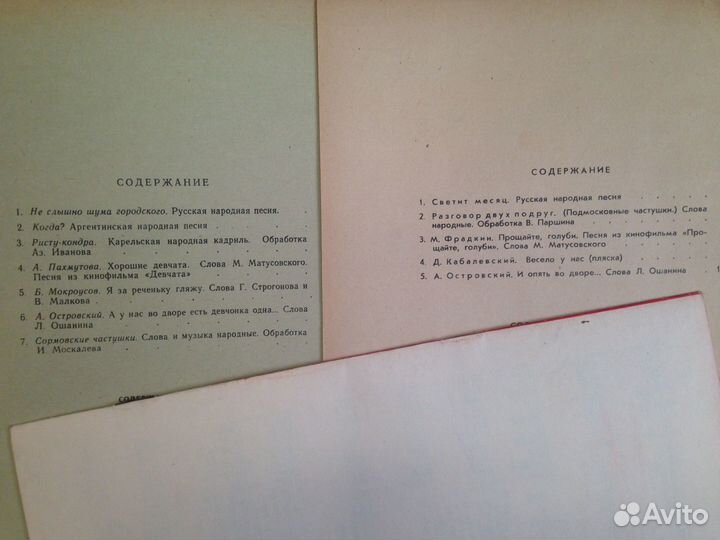 СОДЕРЖАНИЕ
1. Не слышно шума городского. Русская народная песня.
2. Когда? Аргентинская народная песня
3. Ристу-кондра. Карельская народная кадриль. Обработка
Аз. Иванова
4. А. Пахмутова. Хорошие девчата. Слова М. Матусовского.
Песня из кинофильма «Девчата»
5. Б. Мокроусов. Я за реченьку гляжу. Слова Г. Строгонова и
В. Малкова
6. А. Островский. А у нас во дворе есть девчонка одна... Слова
Л. Ошанина
7. Сормовские частушки. Слова и музыка народные. Обработка
И. Москалева
СОДЕРЖ
СОДЕРЖАНИЕ
1. Светит месяц. Русская народная песня
2. Разговор двух подруг. (Подмосковные частушки.) Слова
народные. Обработка В. Паршина
3. М. Фрадкин. Прощайте, голуби. Песня из кинофильма «Про-
щайте, голуби». Слова М. Матусовского
4. Д. Кабалевский. Весело у нас (пляска)
5. А. Островский. И опять во дворе... Слова Л. Ошанина
Avito